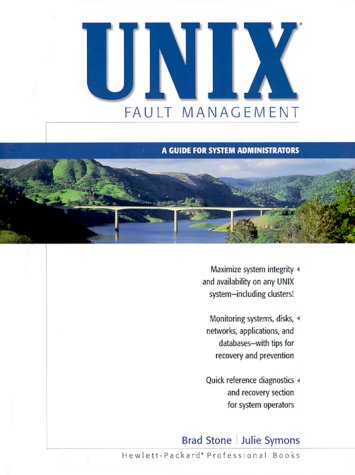 UNIX®
FAULT MANAGEMENT
A GUIDE FOR SYSTEM ADMINISTRATORS
Maximize system integrity
and availability on any UNIX
system—including clusters!
Monitoring systems, disks,
networks, applications, and
databases—with tips for
recovery and prevention
Quick reference diagnostics
and recovery section
for system operators
Brad Stone | Julie Symons
Hewlett-Packard® Professional Books